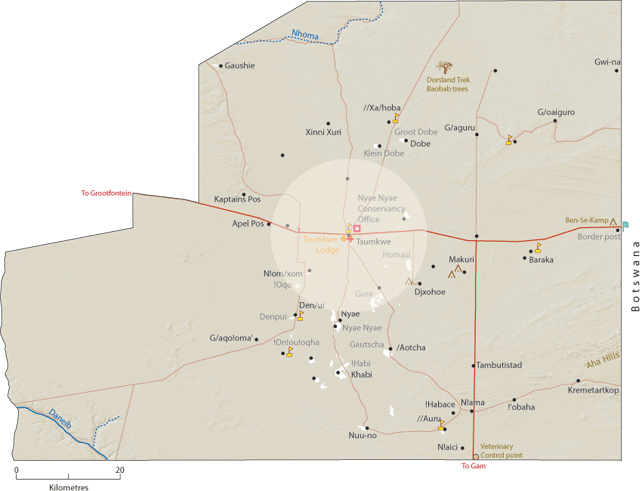 Nhoma
Gaushie
Gwi-na
Dorsland Trek
Baobab trees
//Xa/hoba
G/oaiguro
Xinni Xuri
Groot Dobe
G/aguru
Dobe
Klein Dobe
To Grootfontein
Kaptains Pos
Nyae Nyae
Conservancy
Office
Apel Pos
Ben-Se-Kamp
Border post
Tsumkwe
Lodge
Tsumkwe
Homasi
Makuri
Baraka
Botswana
N!om/xom
!Oqo
Djxohoe
Gura
Den/ui
Denpui
Nyae
Nyae Nyae
G/aqo!oma'
!On!ouloqha
Gautscha
/Aotcha
!Habi
Khabi
Tambutistad
Aha Hills
Kremetartkop
!Habace
N!ama
!'obaha
//Auru
Daneib
Nuu-no
N!aici
Veterinary
Control point
To Gam
0
20
Kilometres